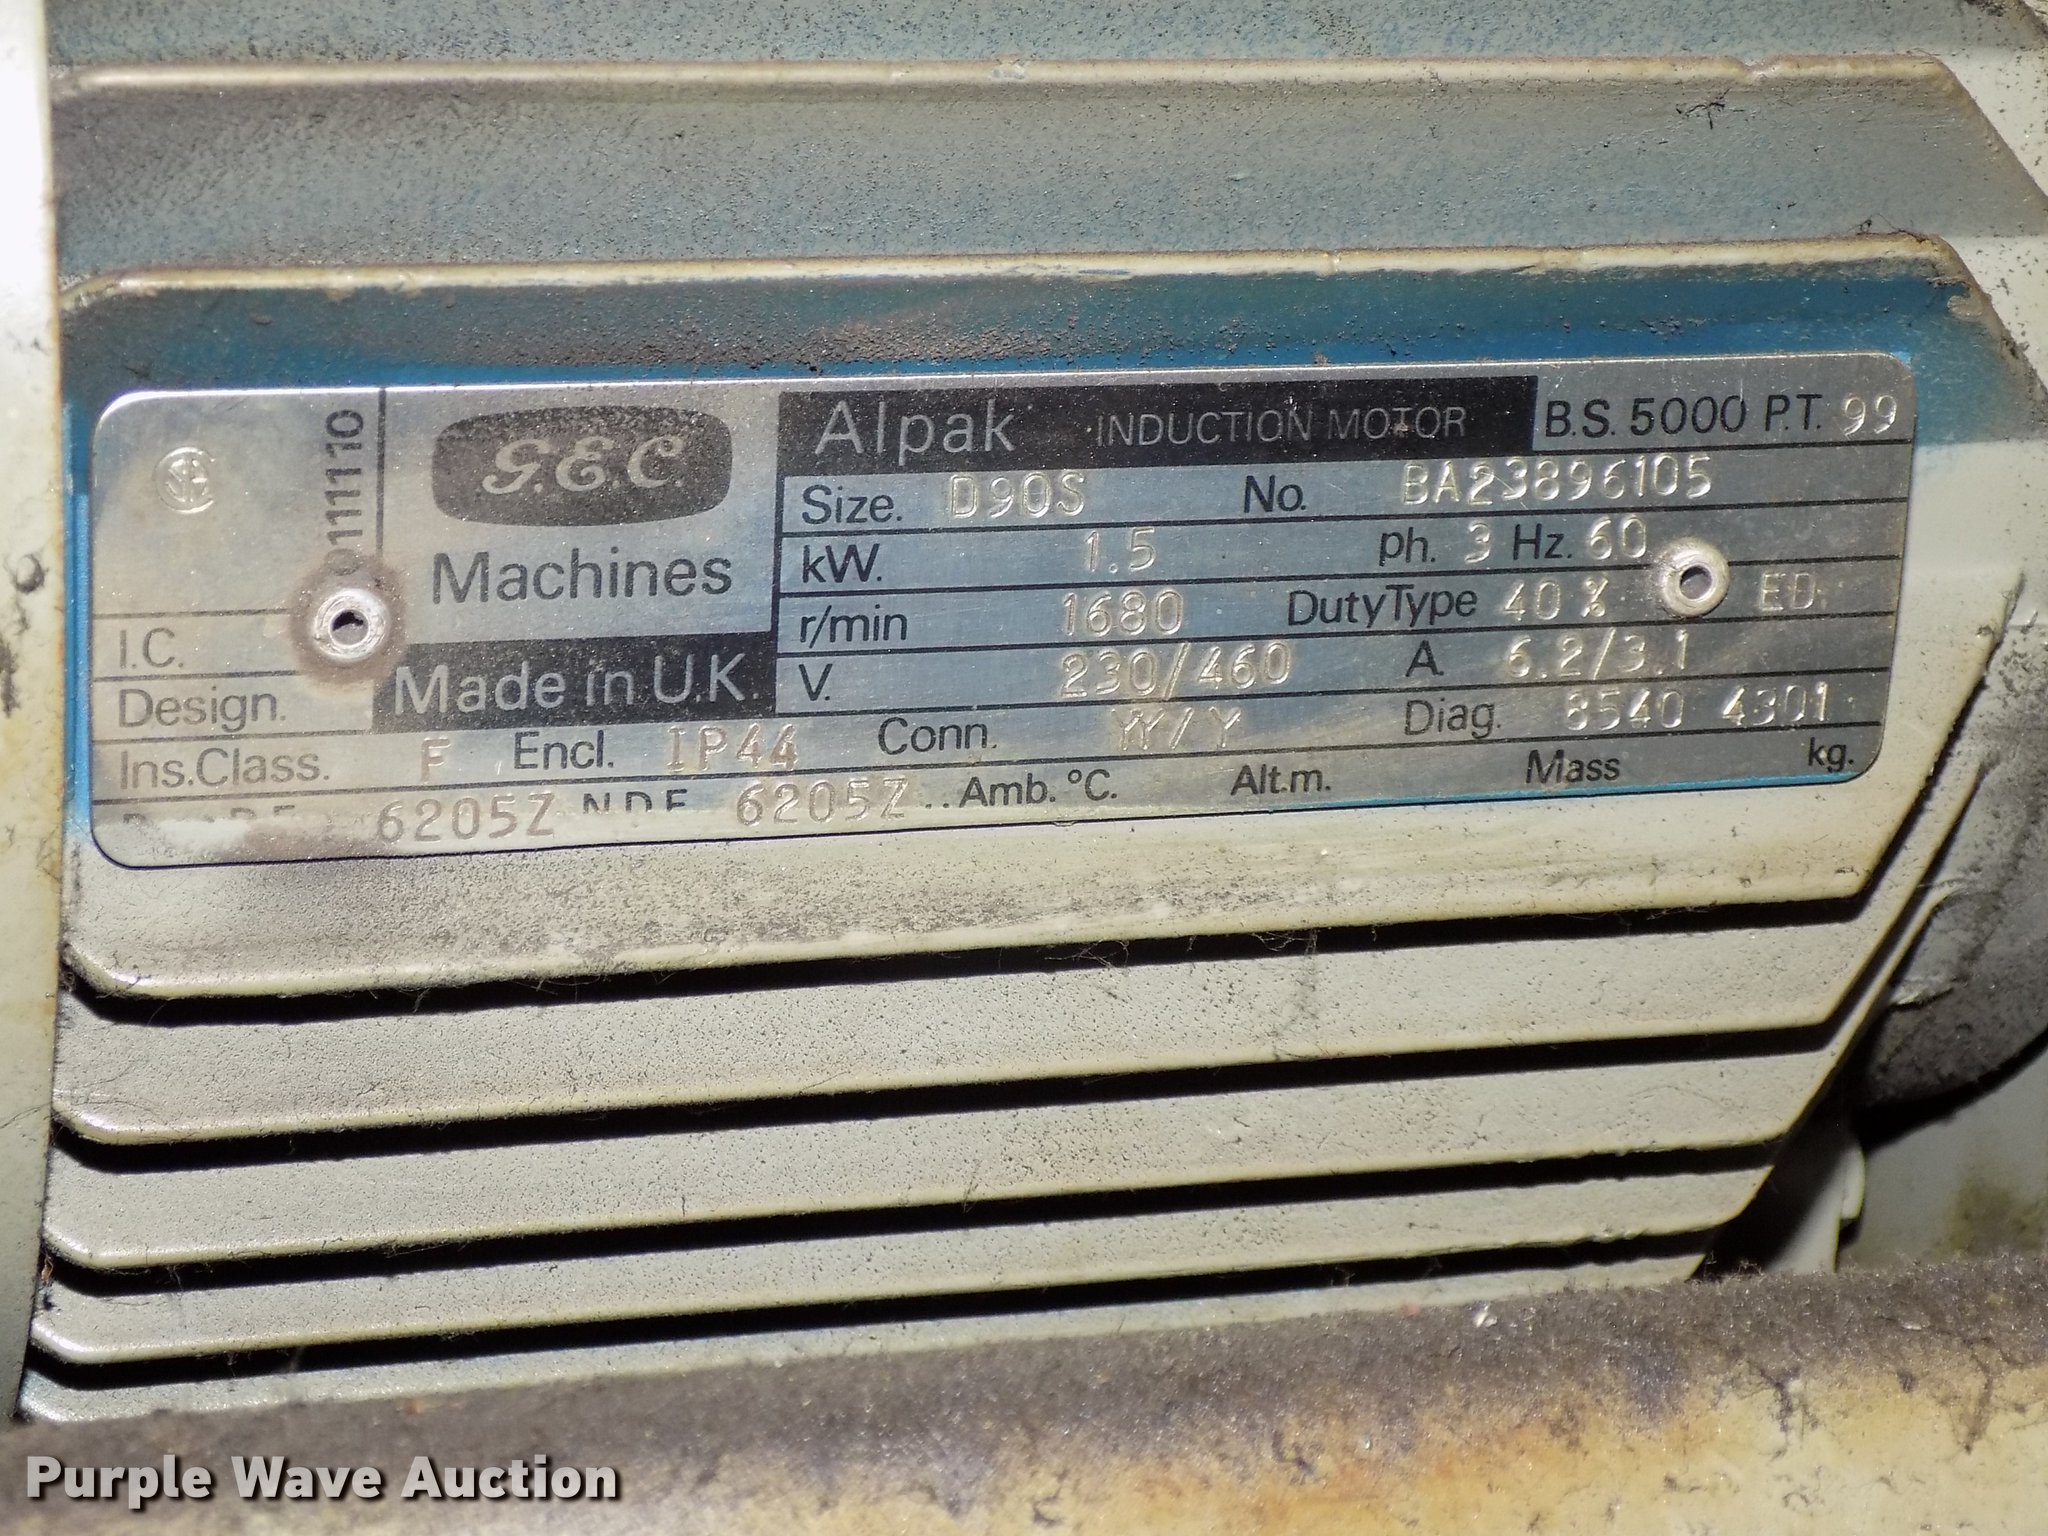 G.E.C.
Machines
Made in U.K.
Alpak INDUCTION MOTOR B.S. 5000 P.T. 99
Size. D90S No. BA23896105
kW. 1.5 ph. 3 Hz. 60
r/min 1680 Duty Type 40 % ED
V. 230/460 A. 6.2/3.1
I.C.
Design.
Conn. YY/Y Diag. 8540 4301
Ins.Class. F Encl. IP44
6205Z N.D.E. 6205Z Amb. °C. Alt.m. Mass kg.
Purple Wave Auction